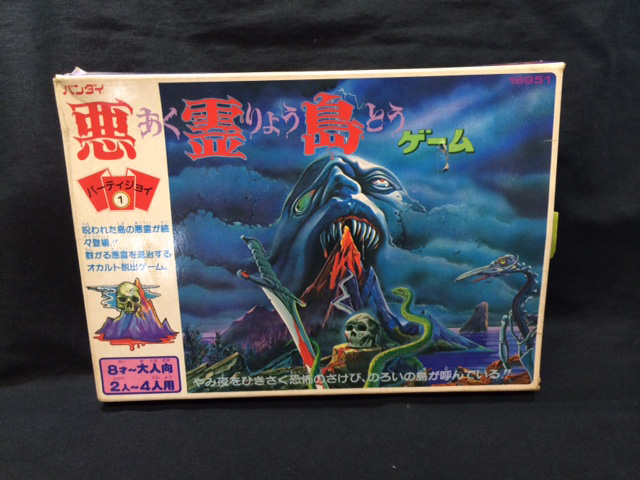 バンダイ
16951
悪あく霊りょう島とう
ゲーム
パーティジョイ
1
呪われた島の悪霊が続
々登場!!
群がる悪霊を退治する
オカルト脱出ゲーム。
8才~大人向
2人~4人用
やみ夜をひきさく恐怖のさけび、のろいの島が呼んでいる!!